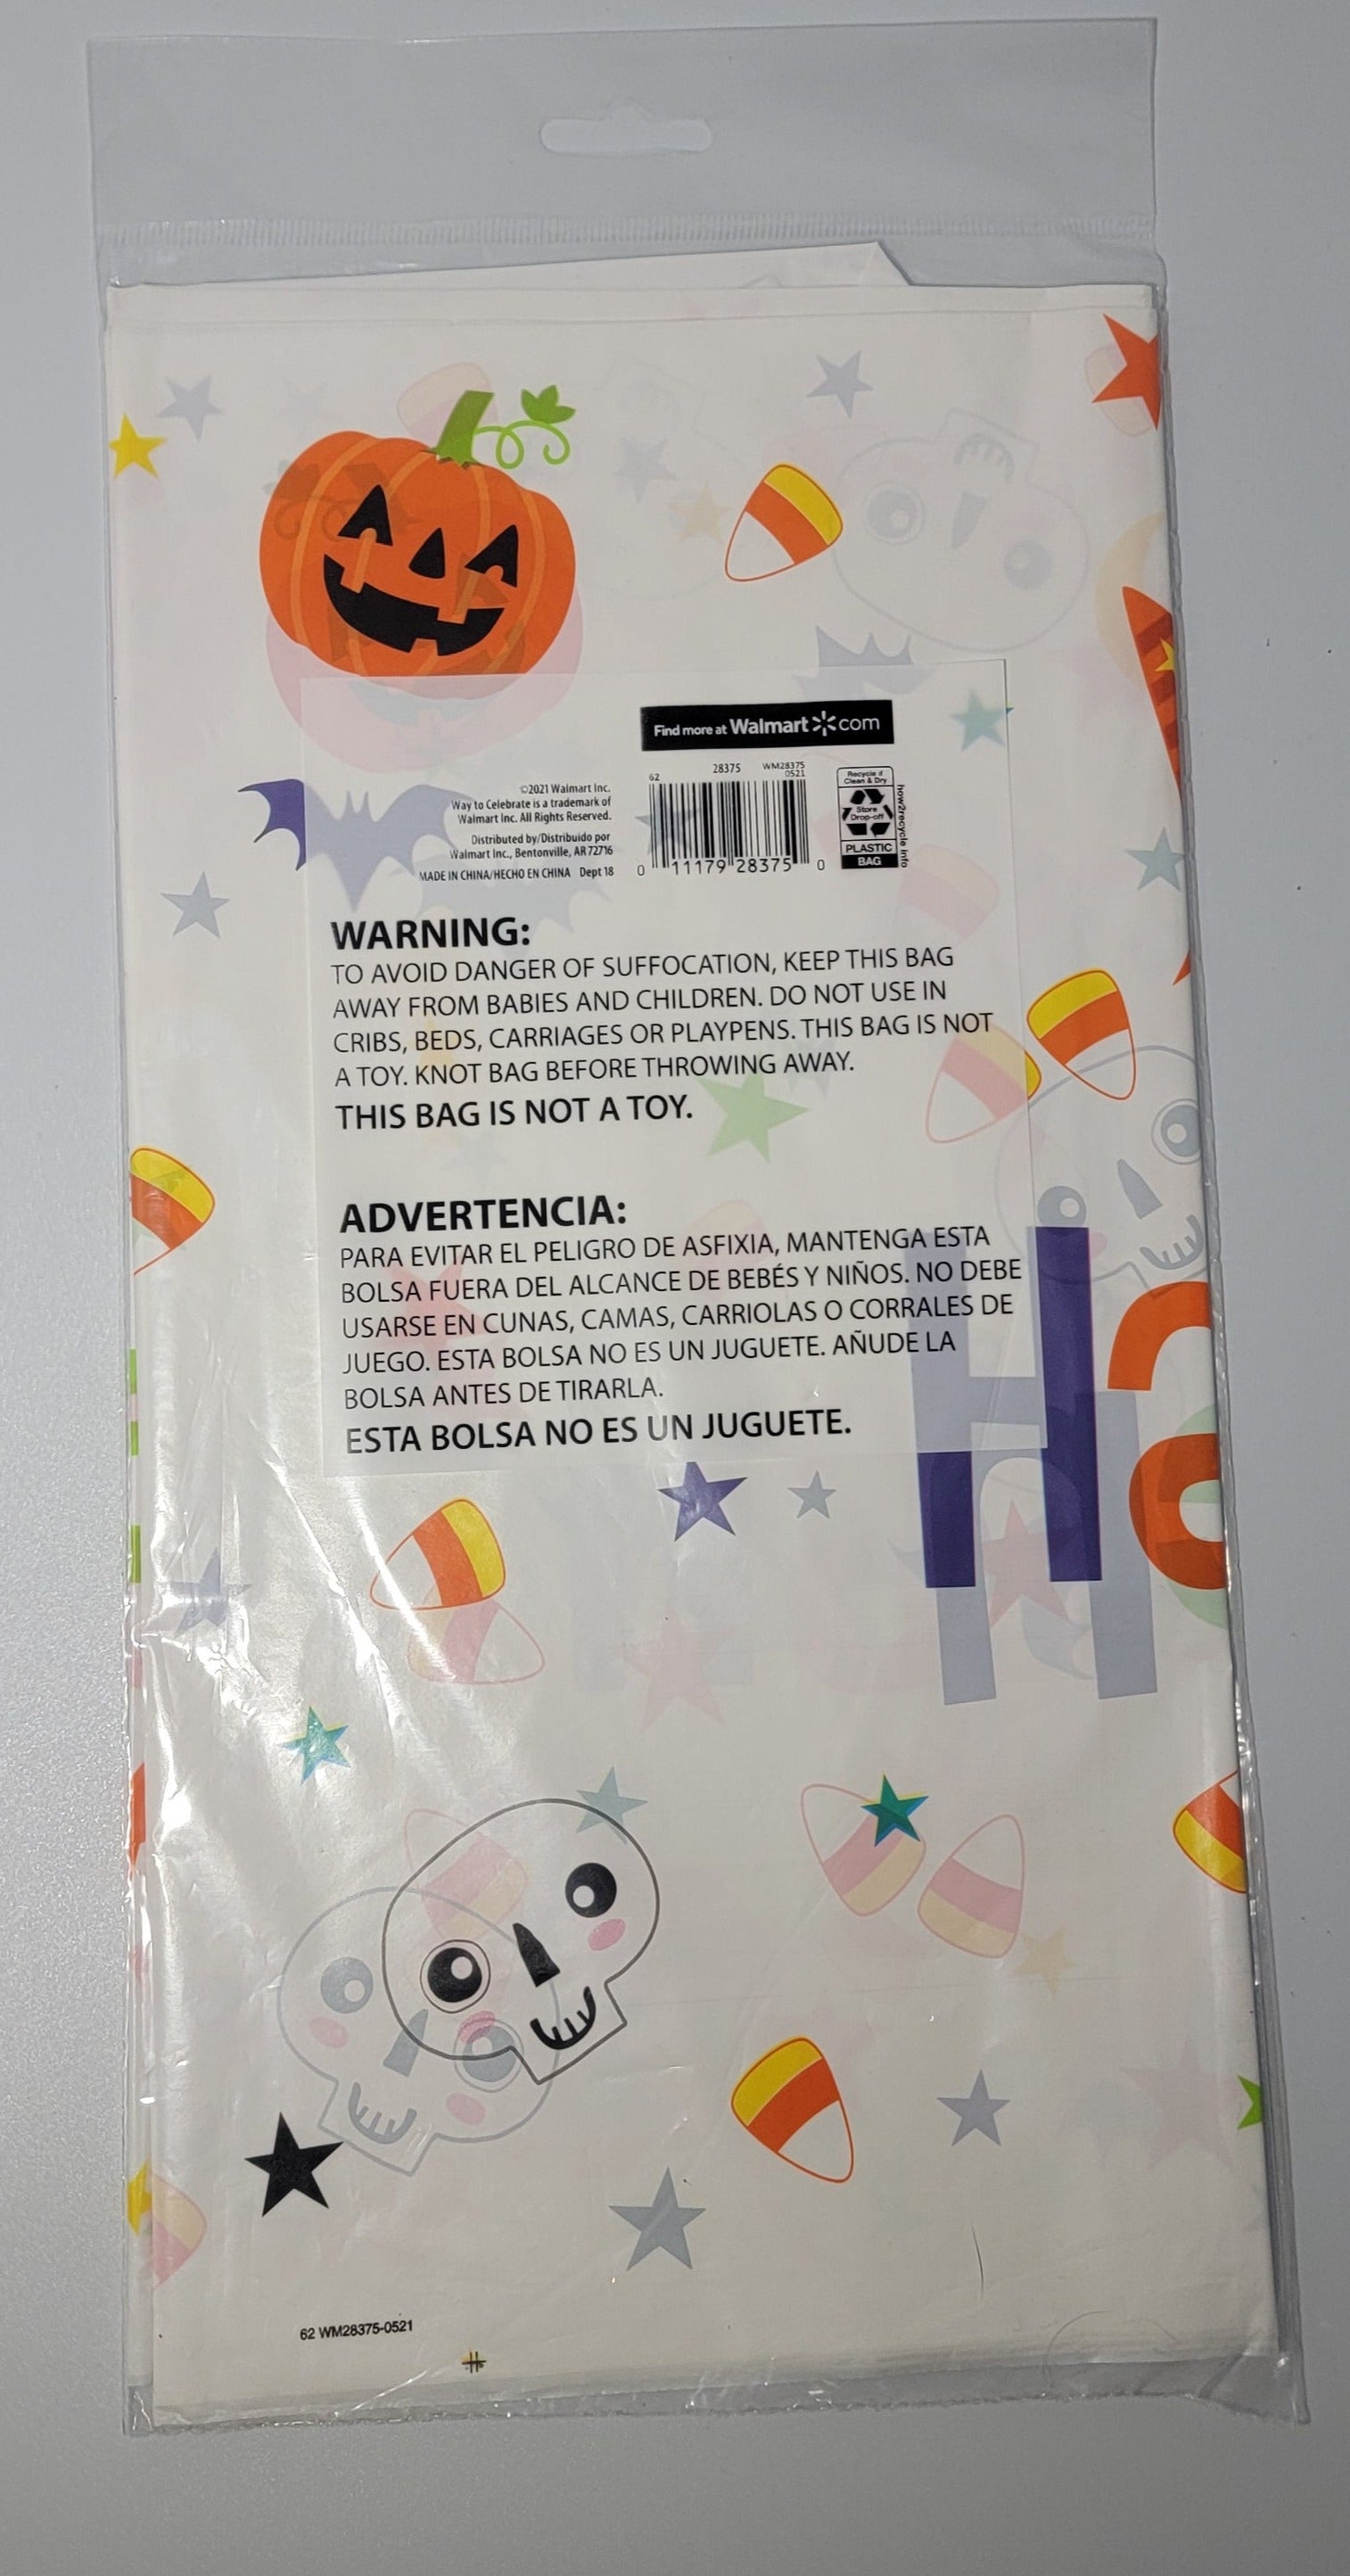 Find more at Walmart com
62 28375 WM28375
0521
©2021 Walmart Inc.
Way to Celebrate is a trademark of
Walmart Inc. All Rights Reserved.
Distributed by/Distribuido por
Walmart Inc., Bentonville, AR 72716
MADE IN CHINA/HECHO EN CHINA Dept 18
0 11179 28375 0
Recycle if
Clean & Dry
Store
Drop-off
PLASTIC
BAG
how2recycle.info
WARNING:
TO AVOID DANGER OF SUFFOCATION, KEEP THIS BAG
AWAY FROM BABIES AND CHILDREN. DO NOT USE IN
CRIBS, BEDS, CARRIAGES OR PLAYPENS. THIS BAG IS NOT
A TOY. KNOT BAG BEFORE THROWING AWAY.
THIS BAG IS NOT A TOY.
ADVERTENCIA:
PARA EVITAR EL PELIGRO DE ASFIXIA, MANTENGA ESTA
BOLSA FUERA DEL ALCANCE DE BEBÉS Y NIÑOS. NO DEBE
USARSE EN CUNAS, CAMAS, CARRIOLAS O CORRALES DE
JUEGO. ESTA BOLSA NO ES UN JUGUETE. AÑUDE LA
BOLSA ANTES DE TIRARLA.
ESTA BOLSA NO ES UN JUGUETE.
Ha
62 WM28375-0521